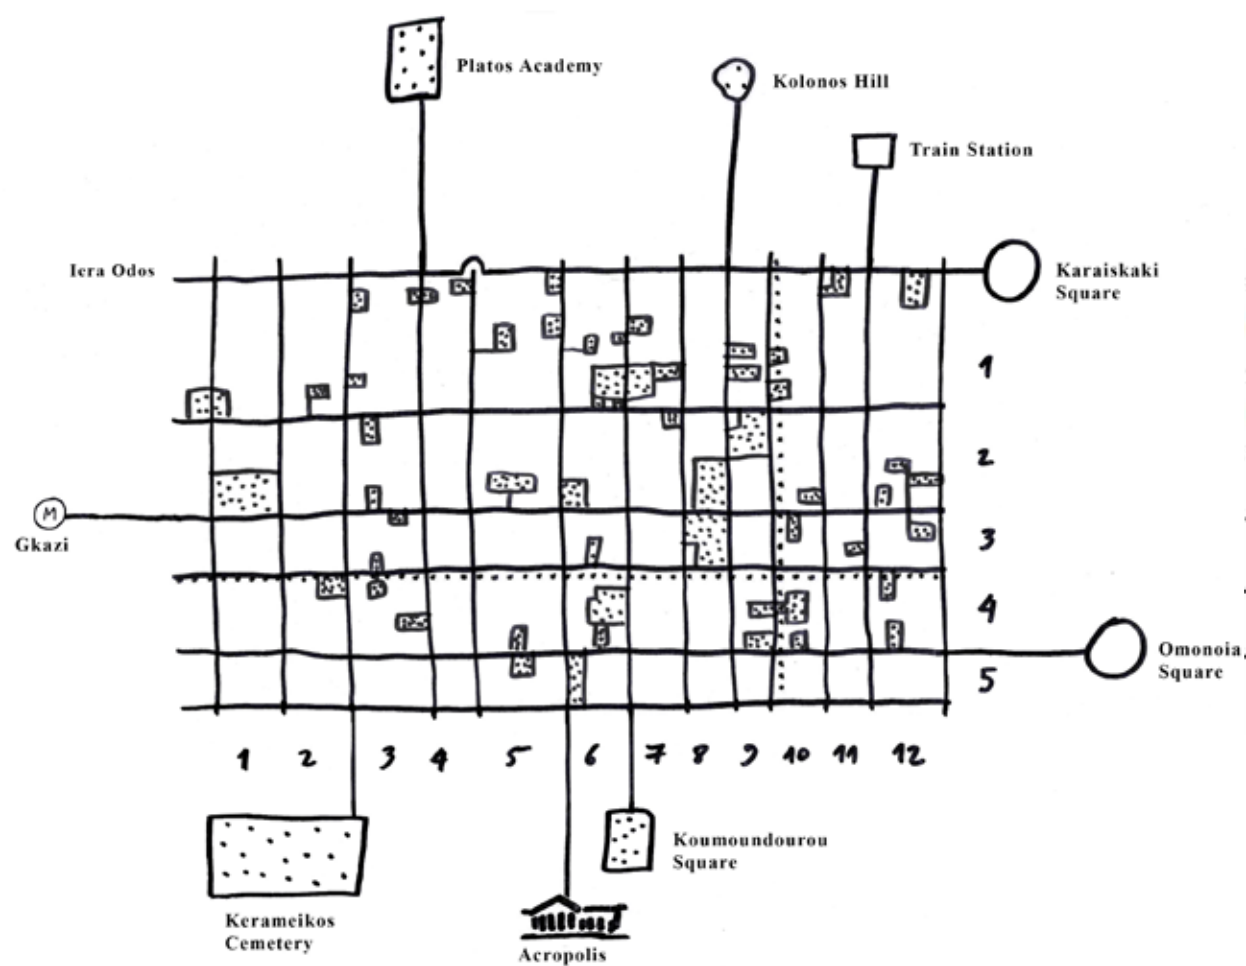 Platos Academy
Kolonos Hill
Train Station
Iera Odos
Karaiskaki
Square
1
2
M
Gkazi
3
4
Omonoia
Square
5
1 2 3 4 5 6 7 8 9 10 11 12
Koumoundourou
Square
Kerameikos
Cemetery
Acropolis